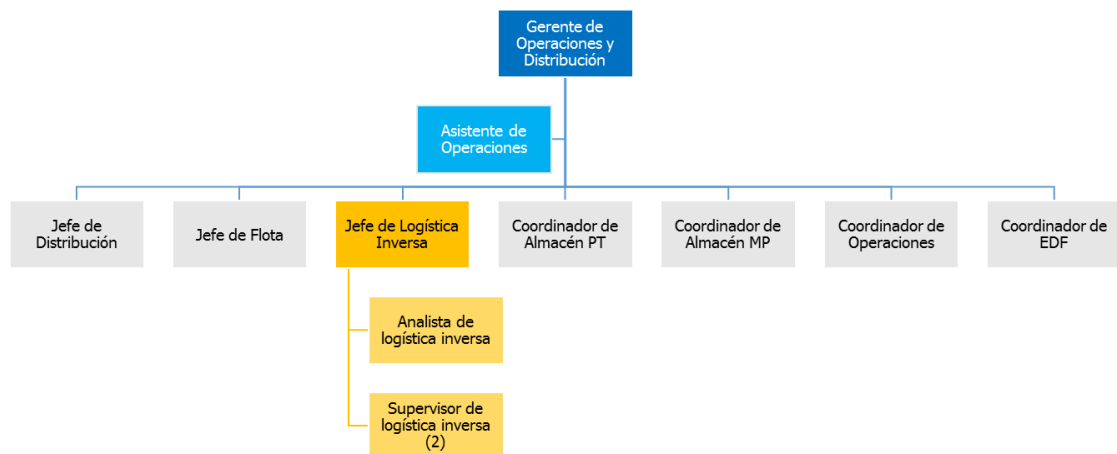 Gerente de
Operaciones y
Distribución
Asistente de
Operaciones
Jefe de
Distribución
Jefe de Flota
Jefe de Logística
Inversa
Coordinador de
Almacén PT
Coordinador de
Almacén MP
Coordinador de
Operaciones
Coordinador de
EDF
Analista de
logística inversa
Supervisor de
logística inversa
(2)